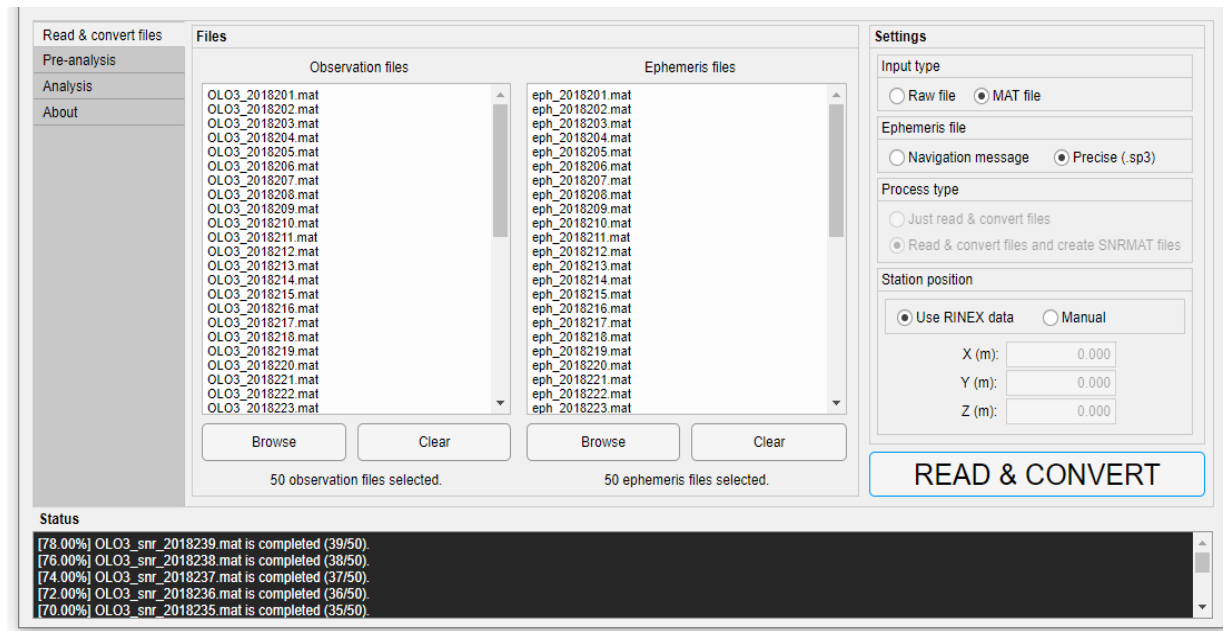 Read & convert files
Pre-analysis
Analysis
About
Files
Observation files
OLO3_2018201.mat
OLO3_2018202.mat
OLO3_2018203.mat
OLO3_2018204.mat
OLO3_2018205.mat
OLO3_2018206.mat
OLO3_2018207.mat
OLO3_2018208.mat
OLO3_2018209.mat
OLO3_2018210.mat
OLO3_2018211.mat
OLO3_2018212.mat
OLO3_2018213.mat
OLO3_2018214.mat
OLO3_2018215.mat
OLO3_2018216.mat
OLO3_2018217.mat
OLO3_2018218.mat
OLO3_2018219.mat
OLO3_2018220.mat
OLO3_2018221.mat
OLO3_2018222.mat
OLO3_2018223.mat
Browse Clear
50 observation files selected.
Ephemeris files
eph_2018201.mat
eph_2018202.mat
eph_2018203.mat
eph_2018204.mat
eph_2018205.mat
eph_2018206.mat
eph_2018207.mat
eph_2018208.mat
eph_2018209.mat
eph_2018210.mat
eph_2018211.mat
eph_2018212.mat
eph_2018213.mat
eph_2018214.mat
eph_2018215.mat
eph_2018216.mat
eph_2018217.mat
eph_2018218.mat
eph_2018219.mat
eph_2018220.mat
eph_2018221.mat
eph_2018222.mat
eph_2018223.mat
Browse Clear
50 ephemeris files selected.
Settings
Input type
Raw file MAT file
Ephemeris file
Navigation message Precise (.sp3)
Process type
Just read & convert files
Read & convert files and create SNRMAT files
Station position
Use RINEX data Manual
X (m): 0.000
Y (m): 0.000
Z (m): 0.000
READ & CONVERT
Status
[78.00%] OLO3_snr_2018239.mat is completed (39/50).
[76.00%] OLO3_snr_2018238.mat is completed (38/50).
[74.00%] OLO3_snr_2018237.mat is completed (37/50).
[72.00%] OLO3_snr_2018236.mat is completed (36/50).
[70.00%] OLO3_snr_2018235.mat is completed (35/50).